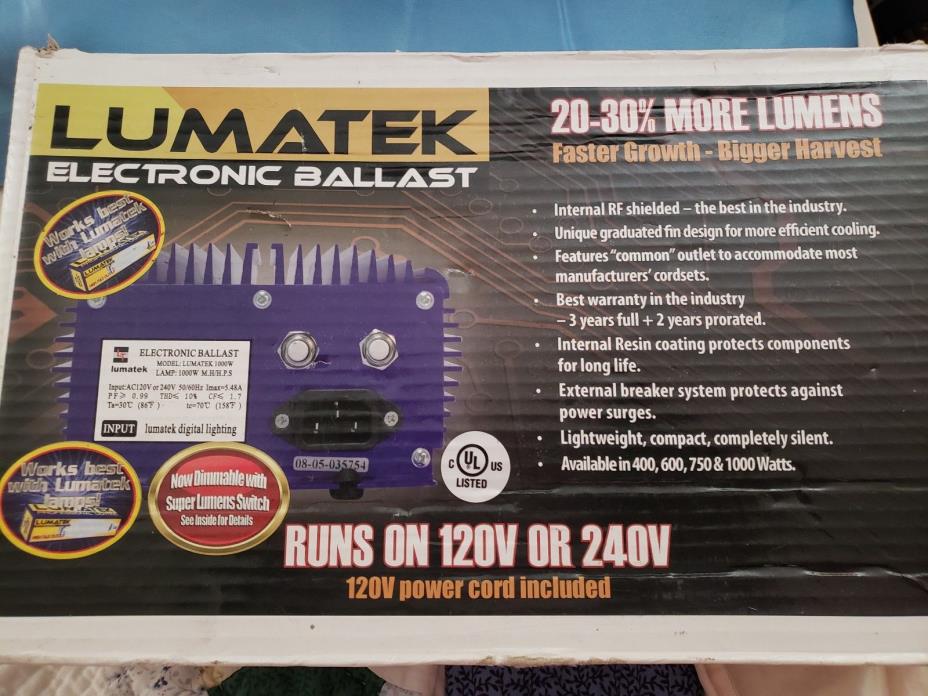 LUMATEK
ELECTRONIC BALLAST
20-30% MORE LUMENS
Faster Growth - Bigger Harvest
Works best
with Lumatek
lamps!
LUMATEK
• Internal RF shielded – the best in the industry.
• Unique graduated fin design for more efficient cooling.
• Features "common" outlet to accommodate most
manufacturers' cordsets.
• Best warranty in the industry
– 3 years full + 2 years prorated.
• Internal Resin coating protects components
for long life.
• External breaker system protects against
power surges.
• Lightweight, compact, completely silent.
• Available in 400, 600, 750 & 1000 Watts.
lumatek
ELECTRONIC BALLAST
MODEL: LUMATEK 1000W
LAMP: 1000W M.H/H.P.S
Input:AC120V or 240V 50/60Hz Imax=5.48A
PF≥ 0.99 THD≤ 10% CF≤ 1.7
Ta=30℃ (86℉) tc=70℃ (158℉)
INPUT lumatek digital lighting
08-05-035754
Works best
with Lumatek
lamps!
LUMATEK
Now Dimmable with
Super Lumens Switch
See Inside for Details
C UL US
LISTED
RUNS ON 120V OR 240V
120V power cord included